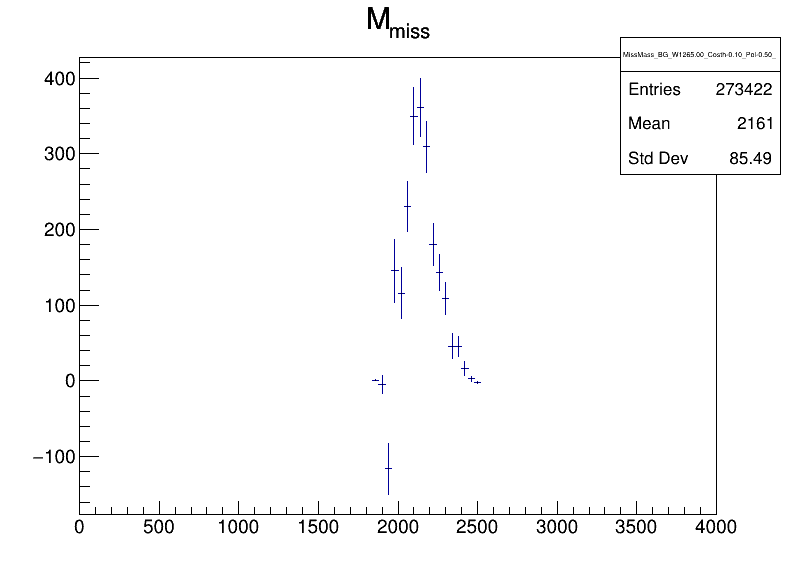 M_miss
MissMass_BG_W1265.00_Costh-0.10_Pol-0.50_
Entries 273422
Mean 2161
Std Dev 85.49
400
300
200
100
0
−100
0 500 1000 1500 2000 2500 3000 3500 4000